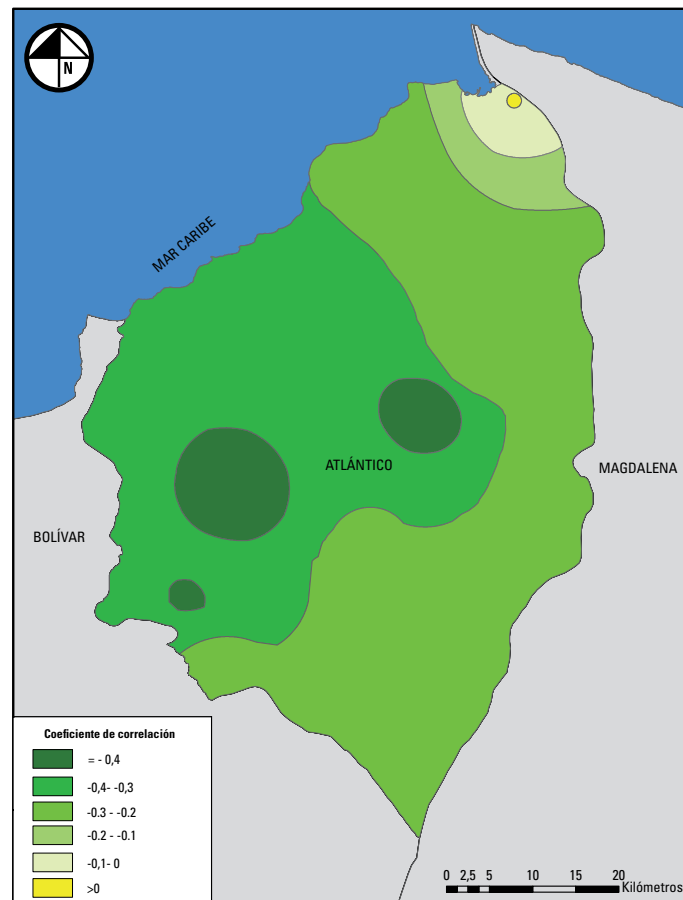 N
MAR CARIBE
ATLÁNTICO
MAGDALENA
BOLÍVAR
Coeficiente de correlación
= - 0,4
-0,4- -0,3
-0.3 - -0.2
-0.2 - -0.1
-0,1- 0
>0
0 2,5 5 10 15 20
Kilómetros